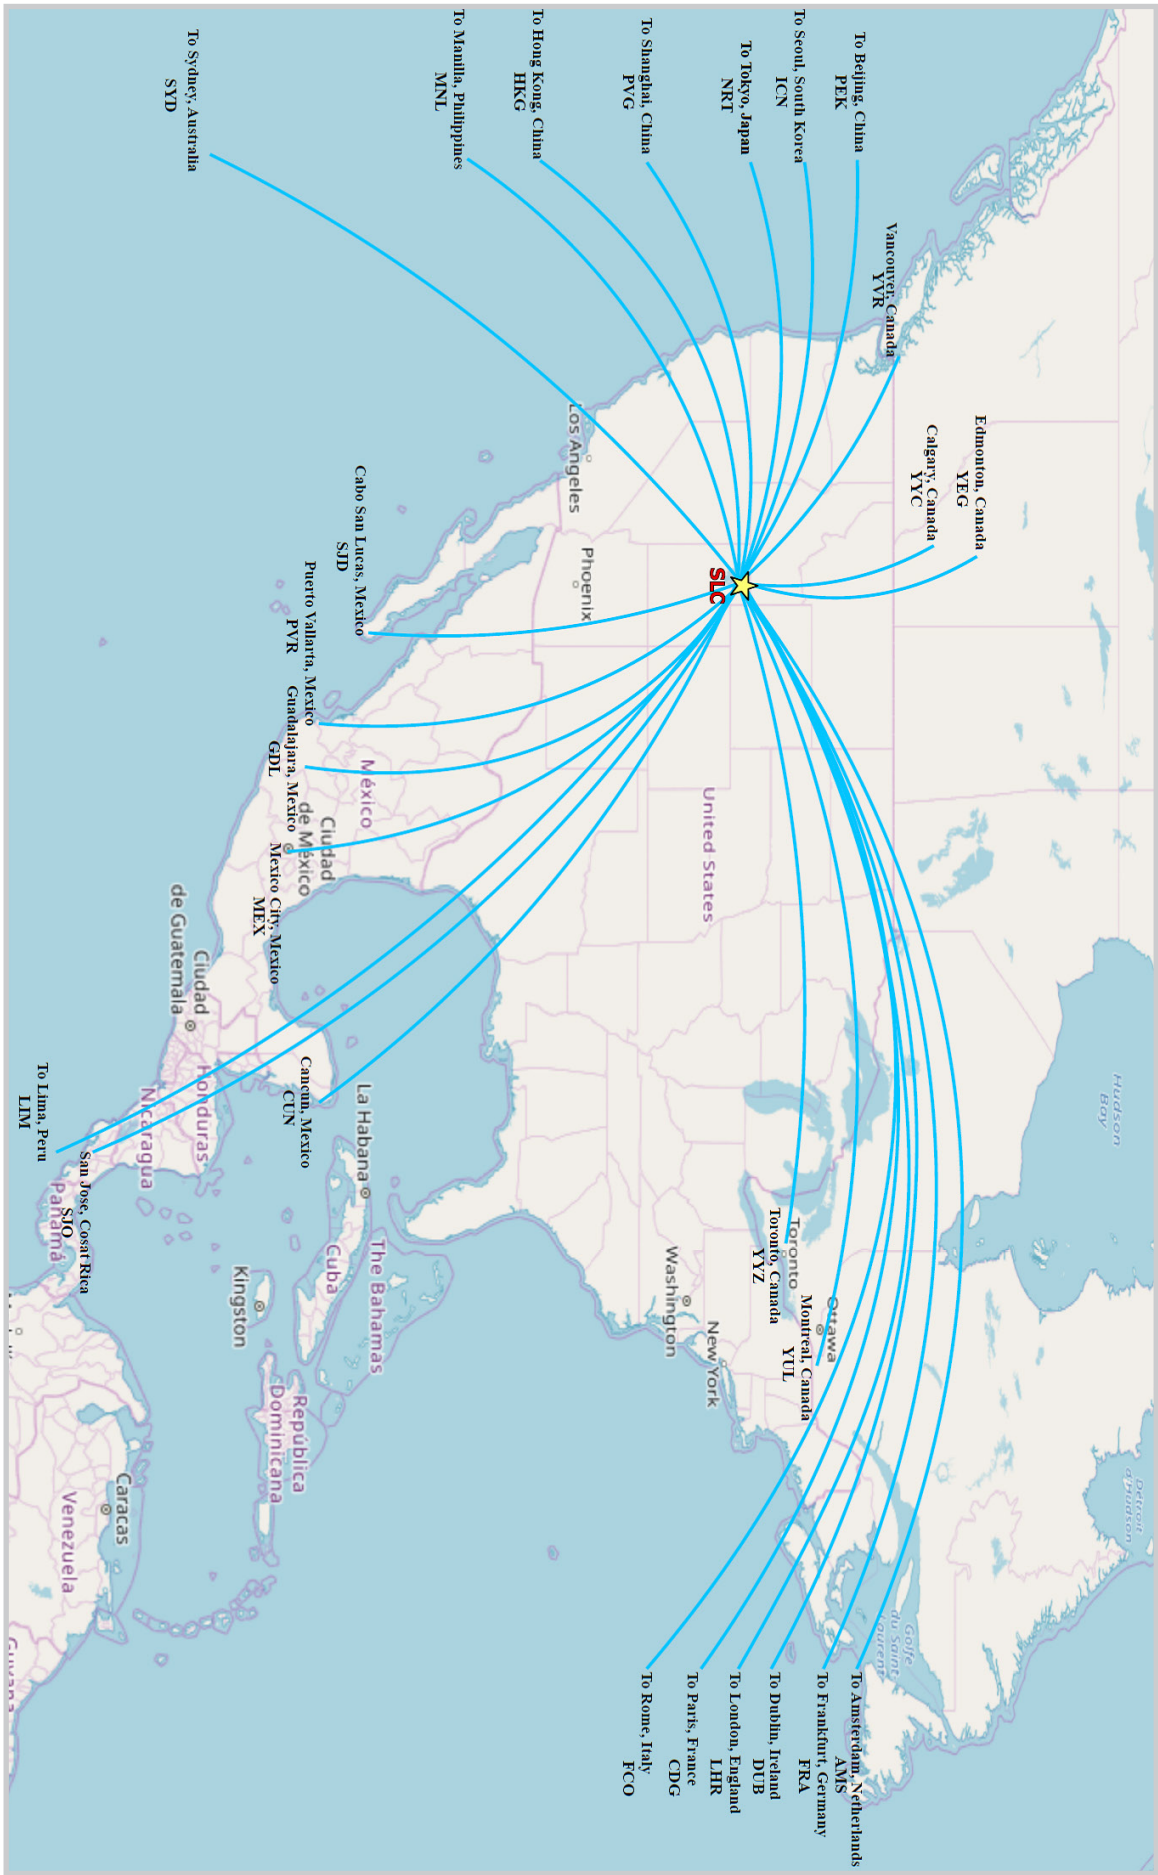 To Beijing, China
PEK
To Seoul, South Korea
ICN
To Tokyo, Japan
NRT
To Shanghai, China
PVG
To Hong Kong, China
HKG
To Manilla, Philippines
MNL
To Sydney, Australia
SYD
Vancouver, Canada
YVR
Edmonton, Canada
YEG
Calgary, Canada
YYC
SLC
Los Angeles
Phoenix
United States
Cabo San Lucas, Mexico
SJD
Puerto Vallarta, Mexico
PVR
Guadalajara, Mexico
GDL
México
Ciudad
de México
Mexico City, Mexico
MEX
Ciudad
de Guatemala
Honduras
Nicaragua
Cancun, Mexico
CUN
La Habana
Cuba
The Bahamas
Kingston
República
Dominicana
To Lima, Peru
LIM
San Jose, Cosat Rica
SJO
Panamá
Caracas
Venezuela
Guyana
Hudson
Bay
Détroit
d'Hudson
Toronto
Toronto, Canada
YYZ
Ottawa
Montreal, Canada
YUL
Washington
New York
Golfe
du Saint
Laurent
To Amsterdam, Netherlands
AMS
To Frankfurt, Germany
FRA
To Dublin, Ireland
DUB
To London, England
LHR
To Paris, France
CDG
To Rome, Italy
FCO